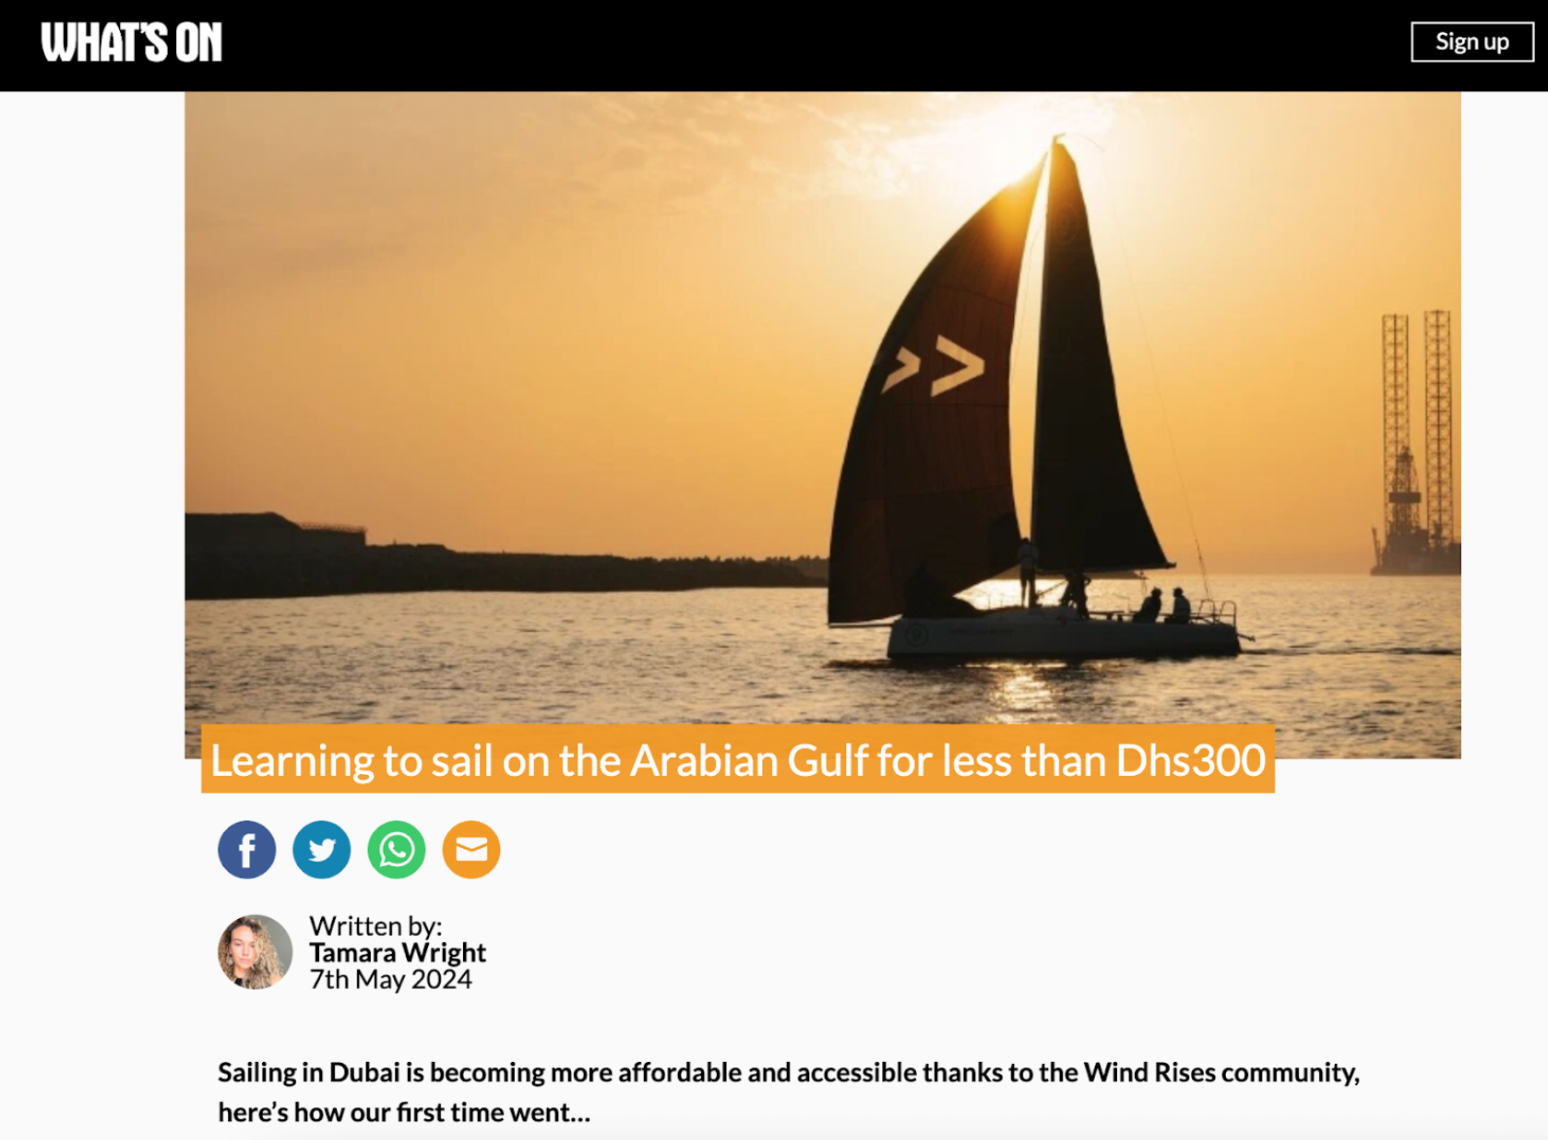 WHAT'S ON
Sign up
>>
Learning to sail on the Arabian Gulf for less than Dhs300
Written by:
Tamara Wright
7th May 2024
Sailing in Dubai is becoming more affordable and accessible thanks to the Wind Rises community,
here's how our first time went...